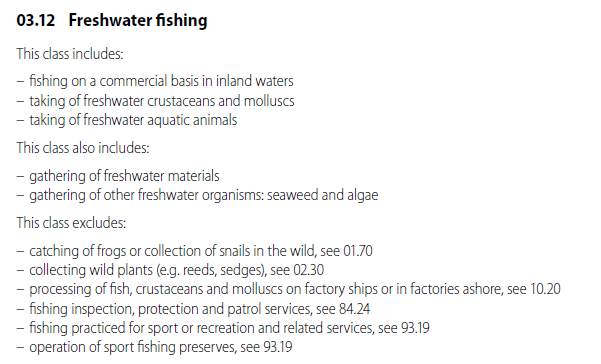 03.12 Freshwater fishing
This class includes:
– fishing on a commercial basis in inland waters
– taking of freshwater crustaceans and molluscs
– taking of freshwater aquatic animals
This class also includes:
– gathering of freshwater materials
– gathering of other freshwater organisms: seaweed and algae
This class excludes:
– catching of frogs or collection of snails in the wild, see 01.70
– collecting wild plants (e.g. reeds, sedges), see 02.30
– processing of fish, crustaceans and molluscs on factory ships or in factories ashore, see 10.20
– fishing inspection, protection and patrol services, see 84.24
– fishing practiced for sport or recreation and related services, see 93.19
– operation of sport fishing preserves, see 93.19